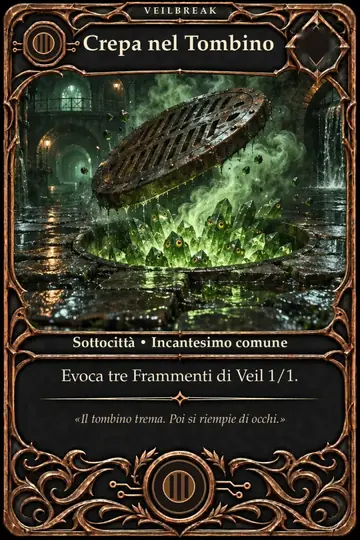 VEILBREAK
Crepa nel Tombino
Sottocittà • Incantesimo comune
Evoca tre Frammenti di Veil 1/1.
«Il tombino trema. Poi si riempie di occhi.»